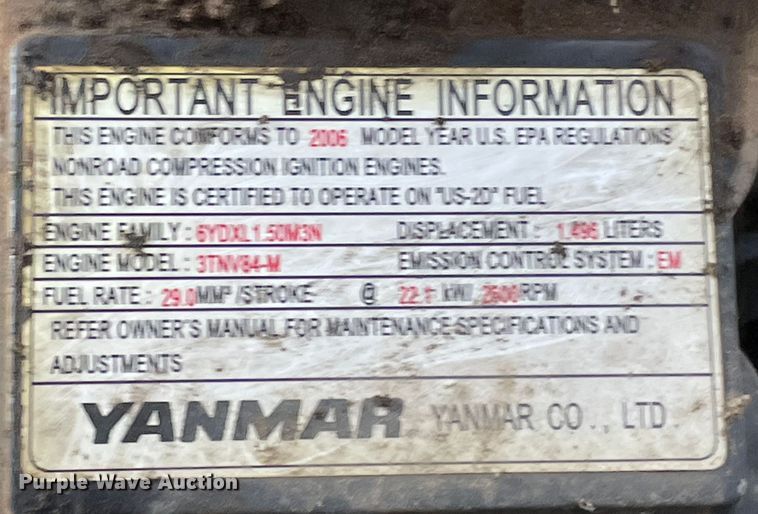 IMPORTANT ENGINE INFORMATION
THIS ENGINE CONFORMS TO 2006 MODEL YEAR U.S. EPA REGULATIONS
NONROAD COMPRESSION IGNITION ENGINES.
THIS ENGINE IS CERTIFIED TO OPERATE ON "US-2D" FUEL
ENGINE FAMILY : 6YDXL1.50M3N DISPLACEMENT : 1.496 LITERS
ENGINE MODEL : 3TNV84-M EMISSION CONTROL SYSTEM : EM
FUEL RATE : 29.0MM³/STROKE @ 22.1 kW/ 2600RPM
REFER OWNER'S MANUAL FOR MAINTENANCE SPECIFICATIONS AND
ADJUSTMENTS
YANMAR YANMAR CO., LTD.
Purple Wave Auction